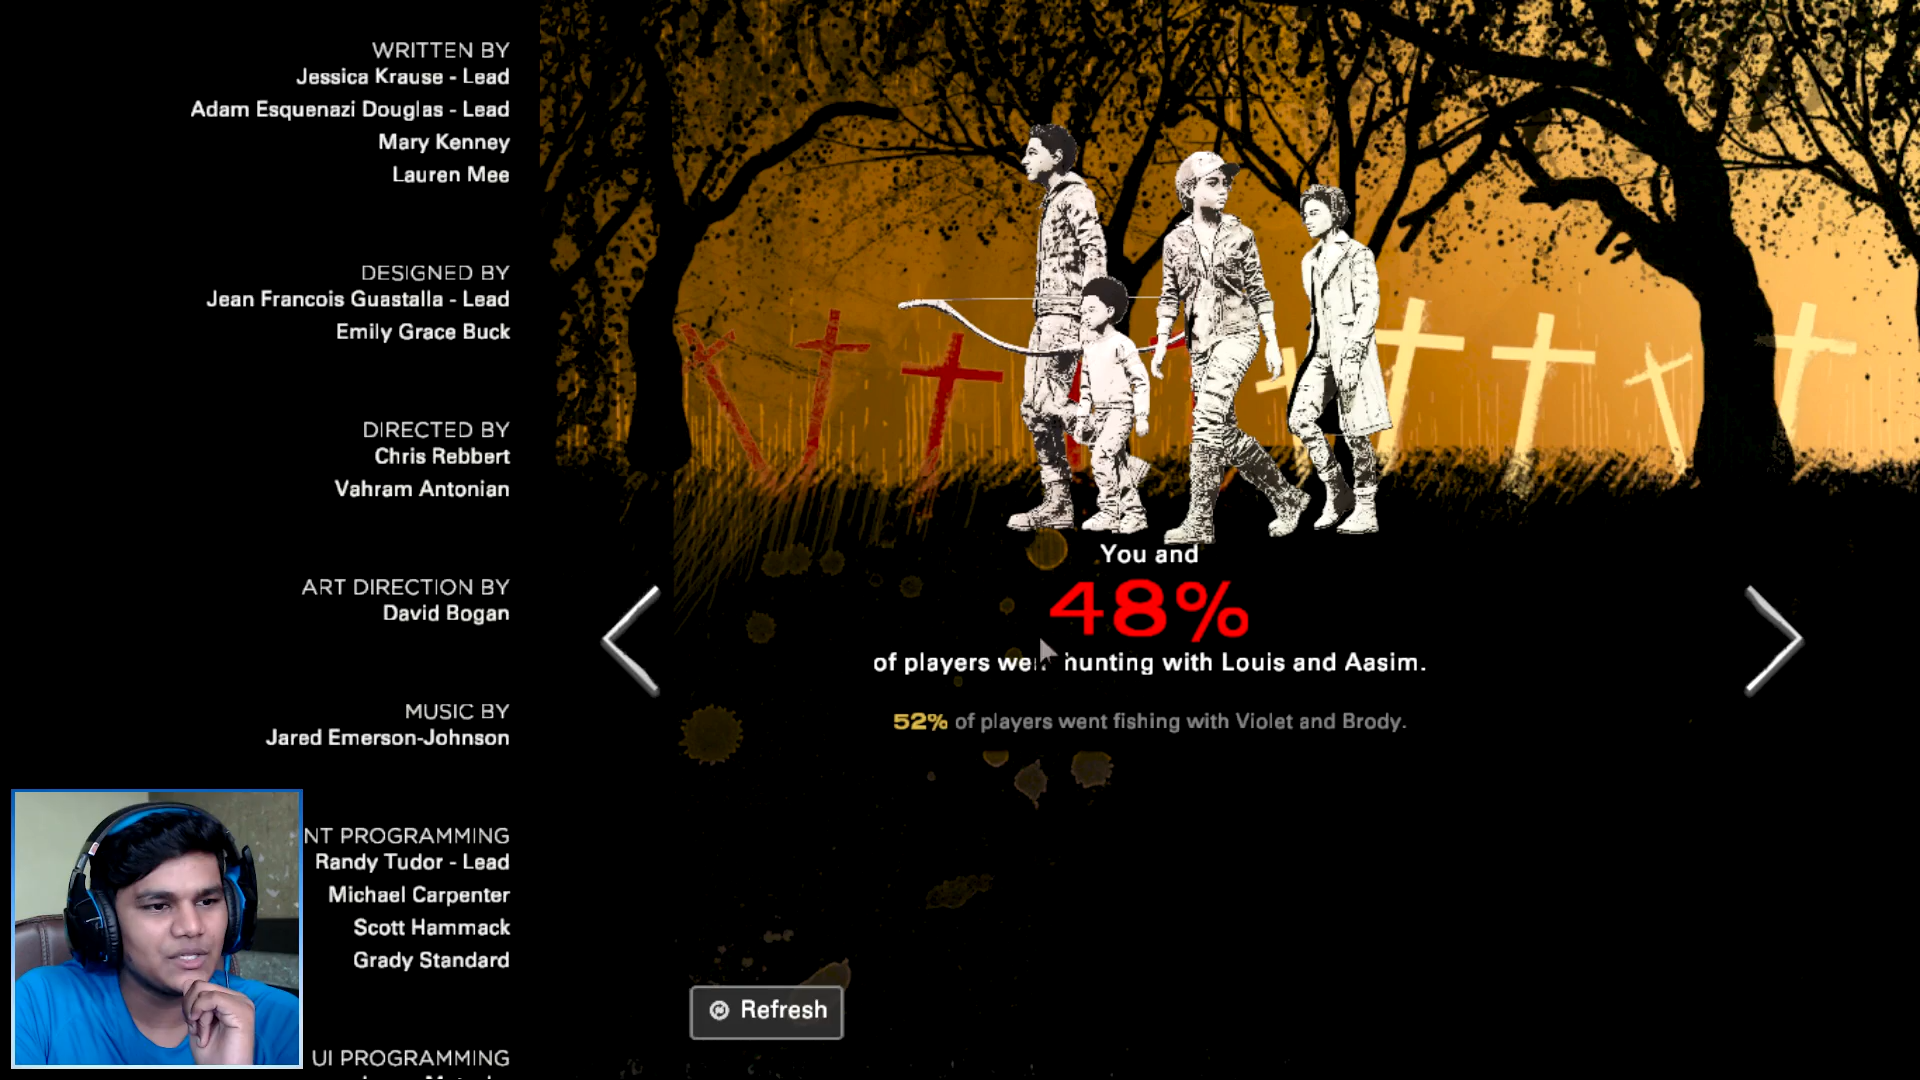 WRITTEN BY
Jessica Krause - Lead
Adam Esquenazi Douglas - Lead
Mary Kenney
Lauren Mee
DESIGNED BY
Jean Francois Guastalla - Lead
Emily Grace Buck
DIRECTED BY
Chris Rebbert
Vahram Antonian
ART DIRECTION BY
David Bogan
MUSIC BY
Jared Emerson-Johnson
NT PROGRAMMING
Randy Tudor - Lead
Michael Carpenter
Scott Hammack
Grady Standard
UI PROGRAMMING
You and
48%
of players went hunting with Louis and Aasim.
52% of players went fishing with Violet and Brody.
Refresh